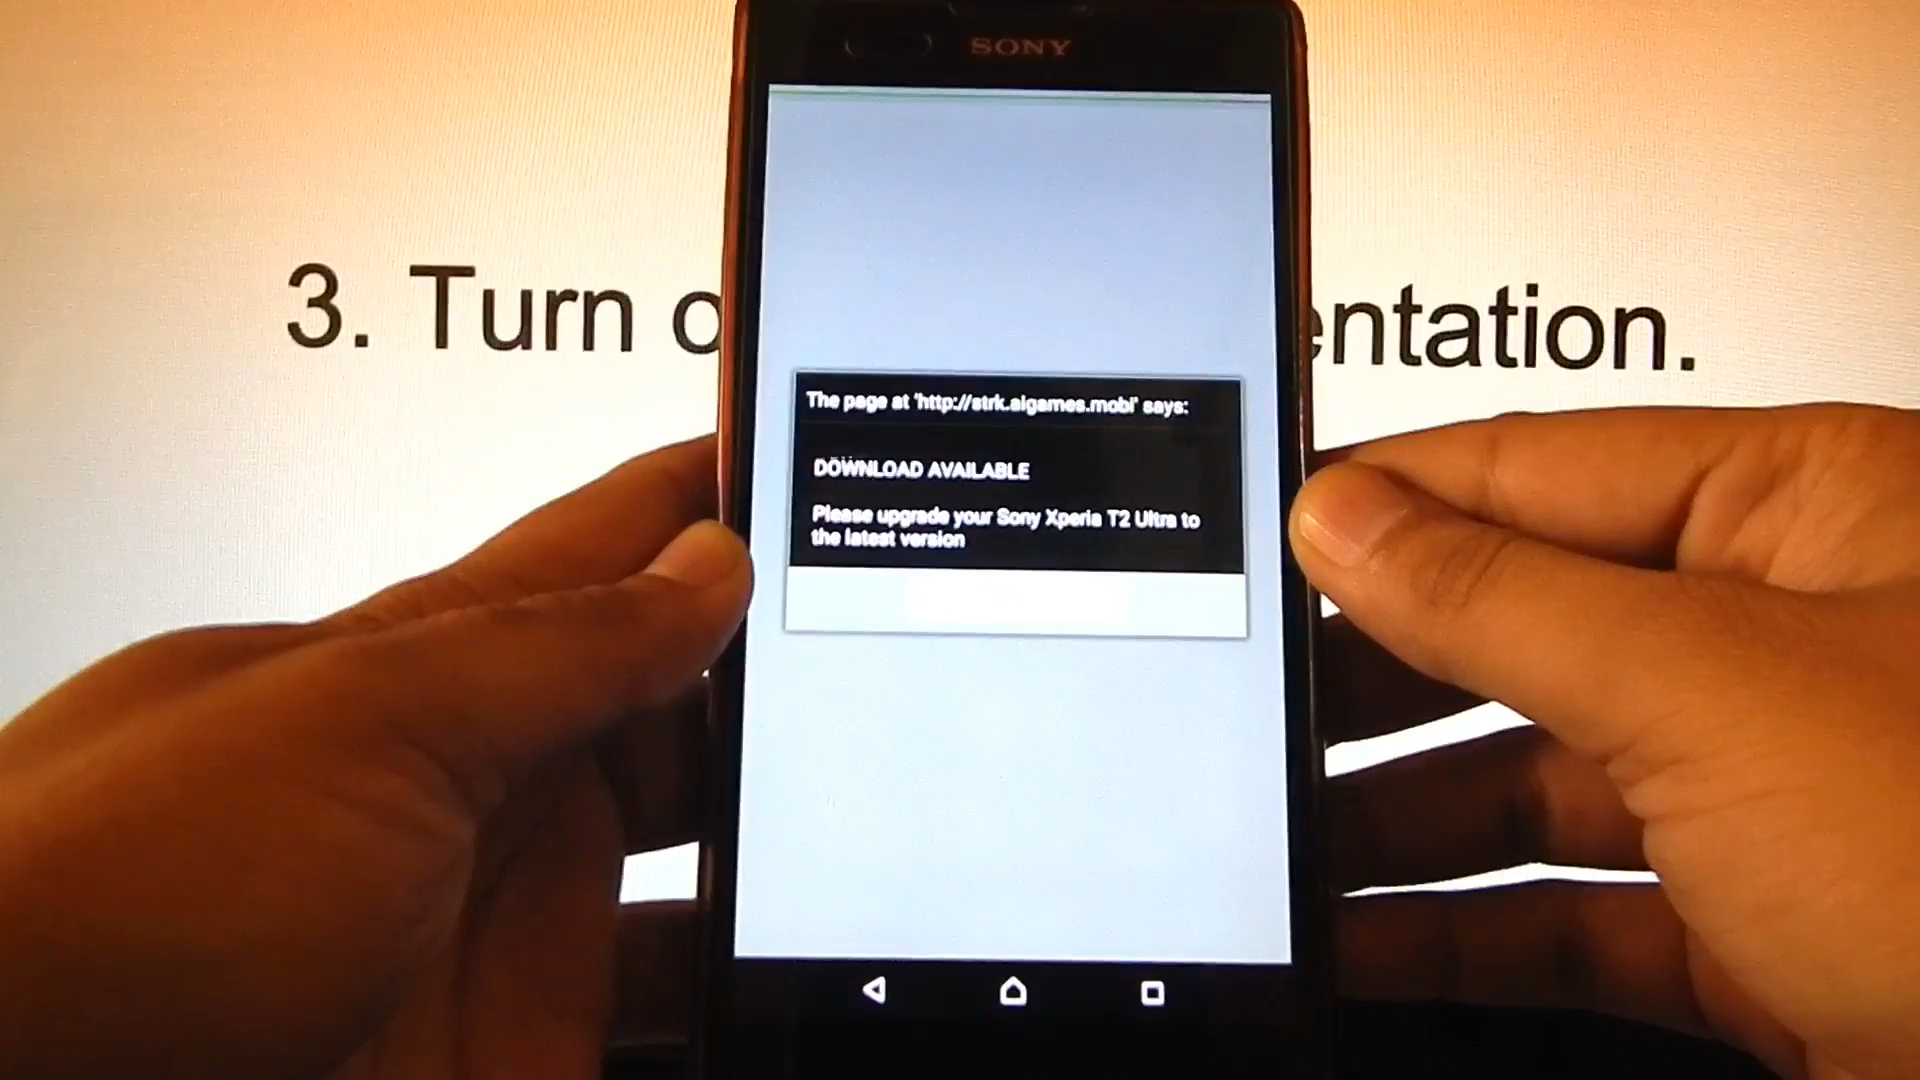 SONY
3. Turn o
entation.
The page at 'http://strk.algames.mobi' says:
DOWNLOAD AVAILABLE
Please upgrade your Sony Xperia T2 Ultra to
the latest version